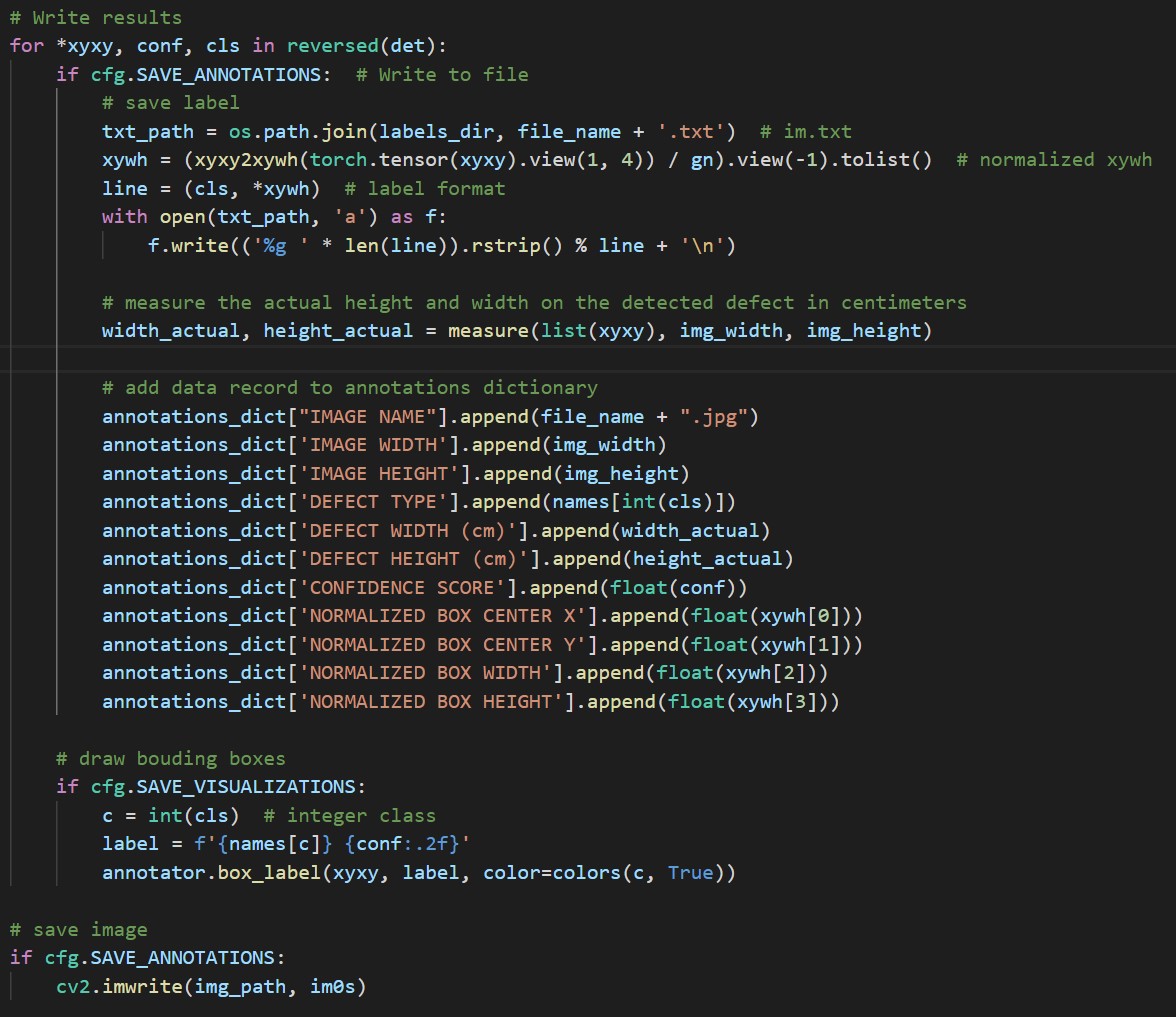 # Write results
for *xyxy, conf, cls in reversed(det):
    if cfg.SAVE_ANNOTATIONS:  # Write to file
        # save label
        txt_path = os.path.join(labels_dir, file_name + '.txt')  # im.txt
        xywh = (xyxy2xywh(torch.tensor(xyxy).view(1, 4)) / gn).view(-1).tolist()  # normalized xywh
        line = (cls, *xywh)  # label format
        with open(txt_path, 'a') as f:
            f.write(('%g ' * len(line)).rstrip() % line + '\n')

        # measure the actual height and width on the detected defect in centimeters
        width_actual, height_actual = measure(list(xyxy), img_width, img_height)

        # add data record to annotations dictionary
        annotations_dict["IMAGE NAME"].append(file_name + ".jpg")
        annotations_dict['IMAGE WIDTH'].append(img_width)
        annotations_dict['IMAGE HEIGHT'].append(img_height)
        annotations_dict['DEFECT TYPE'].append(names[int(cls)])
        annotations_dict['DEFECT WIDTH (cm)'].append(width_actual)
        annotations_dict['DEFECT HEIGHT (cm)'].append(height_actual)
        annotations_dict['CONFIDENCE SCORE'].append(float(conf))
        annotations_dict['NORMALIZED BOX CENTER X'].append(float(xywh[0]))
        annotations_dict['NORMALIZED BOX CENTER Y'].append(float(xywh[1]))
        annotations_dict['NORMALIZED BOX WIDTH'].append(float(xywh[2]))
        annotations_dict['NORMALIZED BOX HEIGHT'].append(float(xywh[3]))

    # draw bouding boxes
    if cfg.SAVE_VISUALIZATIONS:
        c = int(cls)  # integer class
        label = f'{names[c]} {conf:.2f}'
        annotator.box_label(xyxy, label, color=colors(c, True))

# save image
if cfg.SAVE_ANNOTATIONS:
    cv2.imwrite(img_path, im0s)